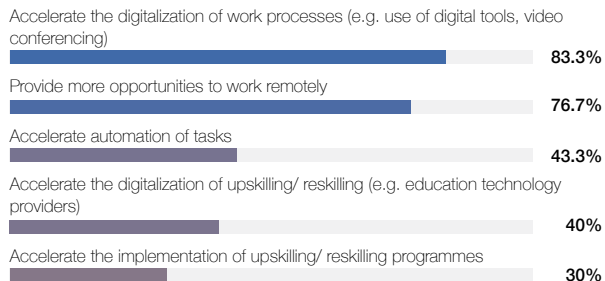 Accelerate the digitalization of work processes (e.g. use of digital tools, video
conferencing)
83.3%
Provide more opportunities to work remotely
76.7%
Accelerate automation of tasks
43.3%
Accelerate the digitalization of upskilling/ reskilling (e.g. education technology
providers)
40%
Accelerate the implementation of upskilling/ reskilling programmes
30%